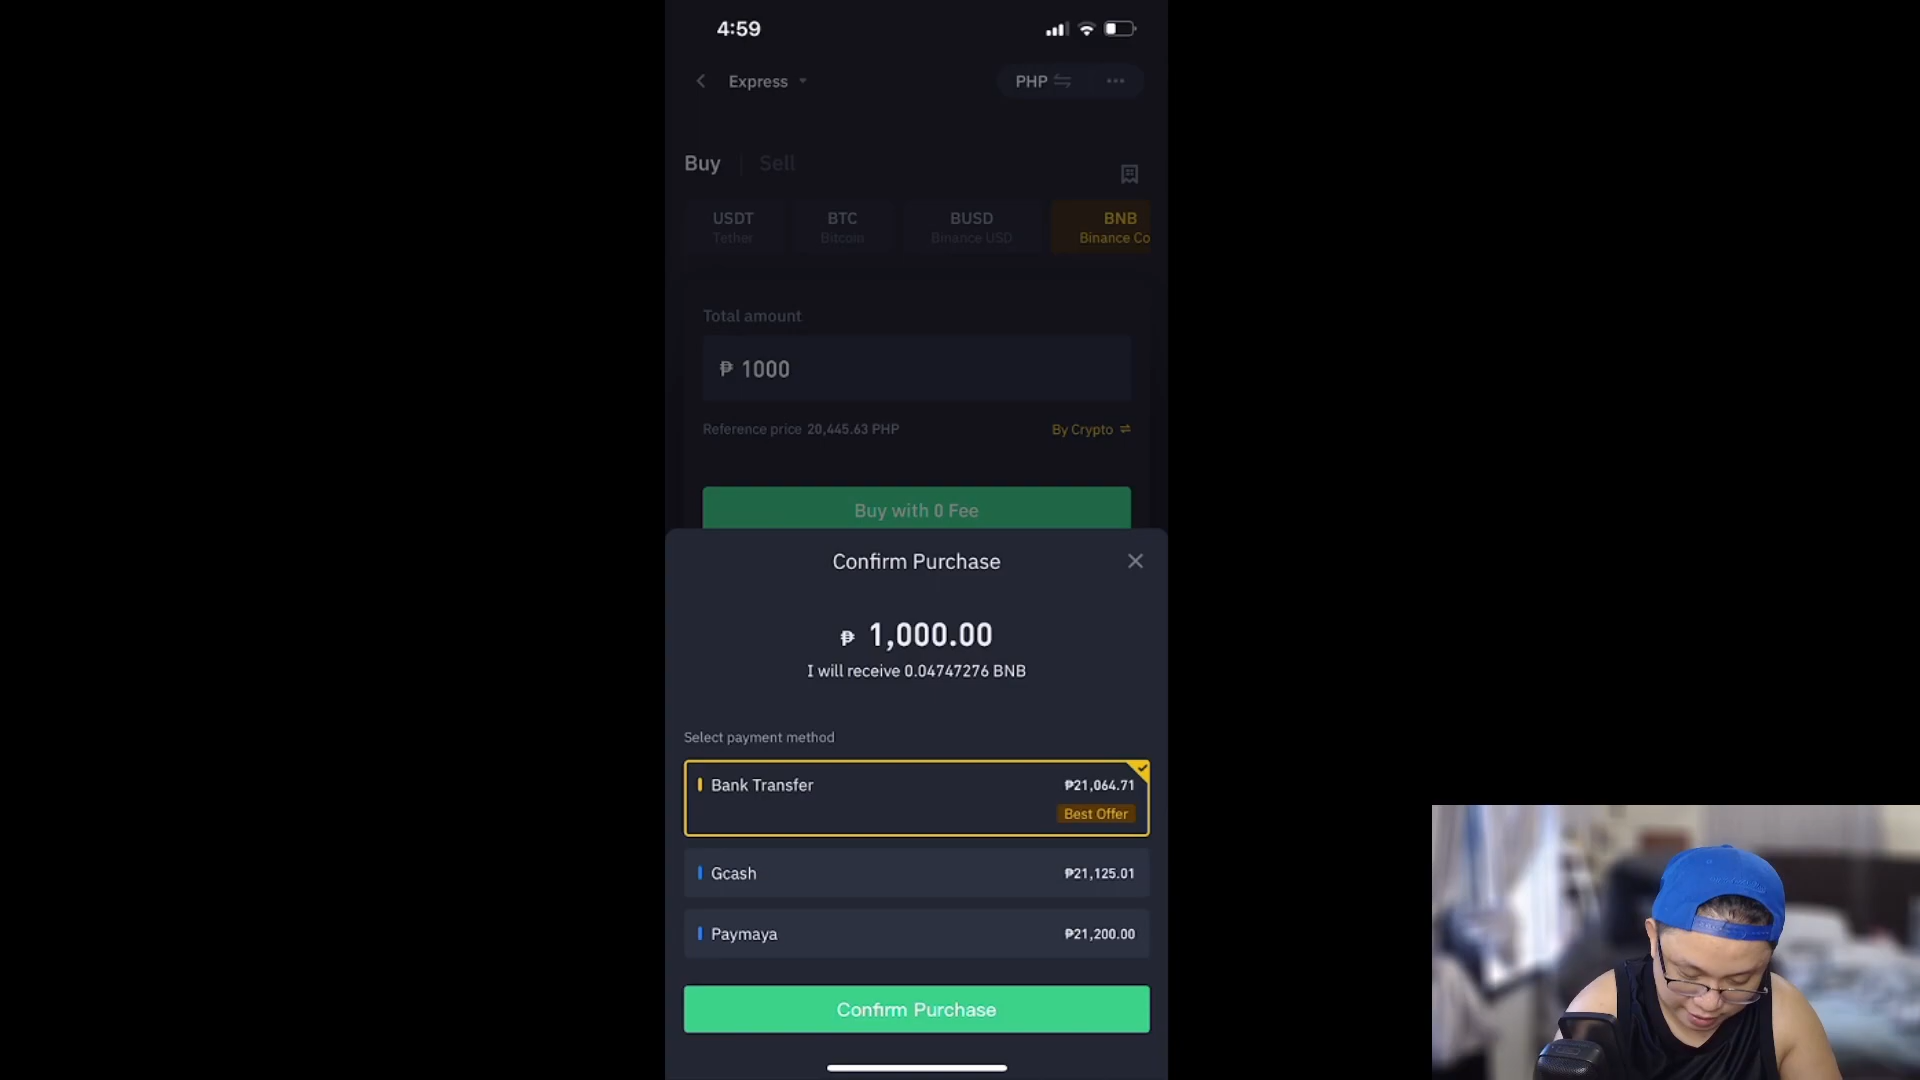 4:59
Express
PHP
Buy | Sell
USDT
Tether
BTC
Bitcoin
BUSD
Binance USD
BNB
Binance Co
Total amount
₱ 1000
Reference price 20,445.63 PHP
By Crypto
Buy with 0 Fee
Confirm Purchase
₱ 1,000.00
I will receive 0.04747276 BNB
Select payment method
Bank Transfer
₱21,064.71
Best Offer
Gcash
₱21,125.01
Paymaya
₱21,200.00
Confirm Purchase